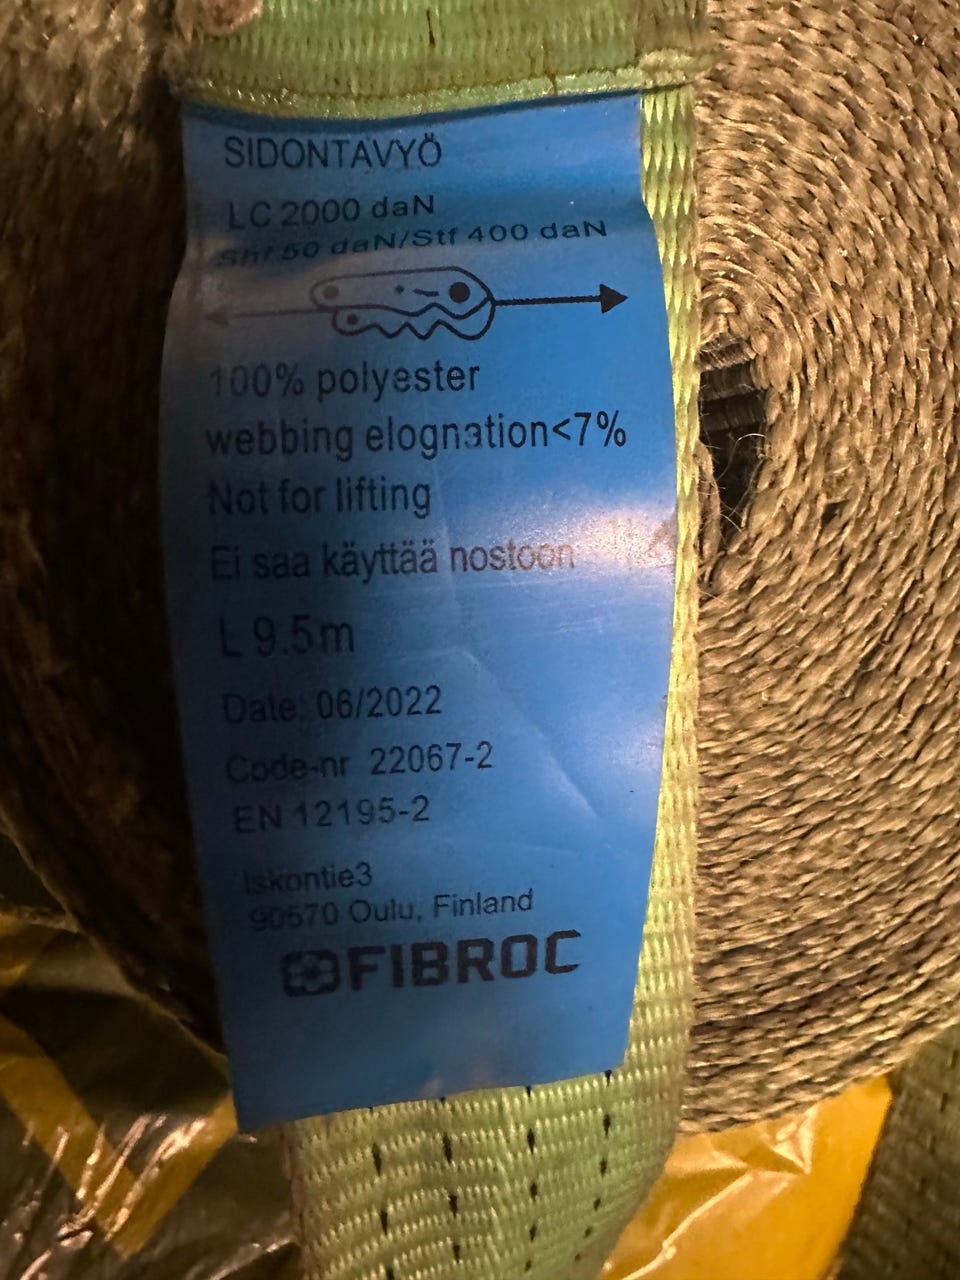 SIDONTAVYÖ
LC 2000 daN
Shf 50 daN/Stf 400 daN
100% polyester
webbing elognation<7%
Not for lifting
Ei saa käyttää nostoon
L 9.5m
Date: 06/2022
Code-nr 22067-2
EN 12195-2
Iskontie3
90570 Oulu, Finland
FIBROC